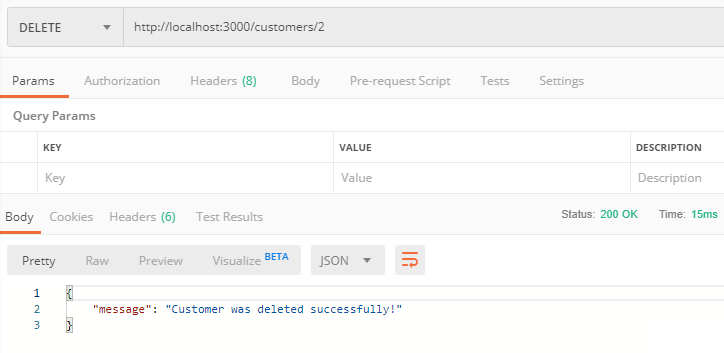 DELETE http://localhost:3000/customers/2
Params Authorization Headers (8) Body Pre-request Script Tests Settings
Query Params
KEY VALUE DESCRIPTION
Key Value Description
Body Cookies Headers (6) Test Results Status: 200 OK Time: 15ms
Pretty Raw Preview Visualize BETA JSON
1 {
2 "message": "Customer was deleted successfully!"
3 }